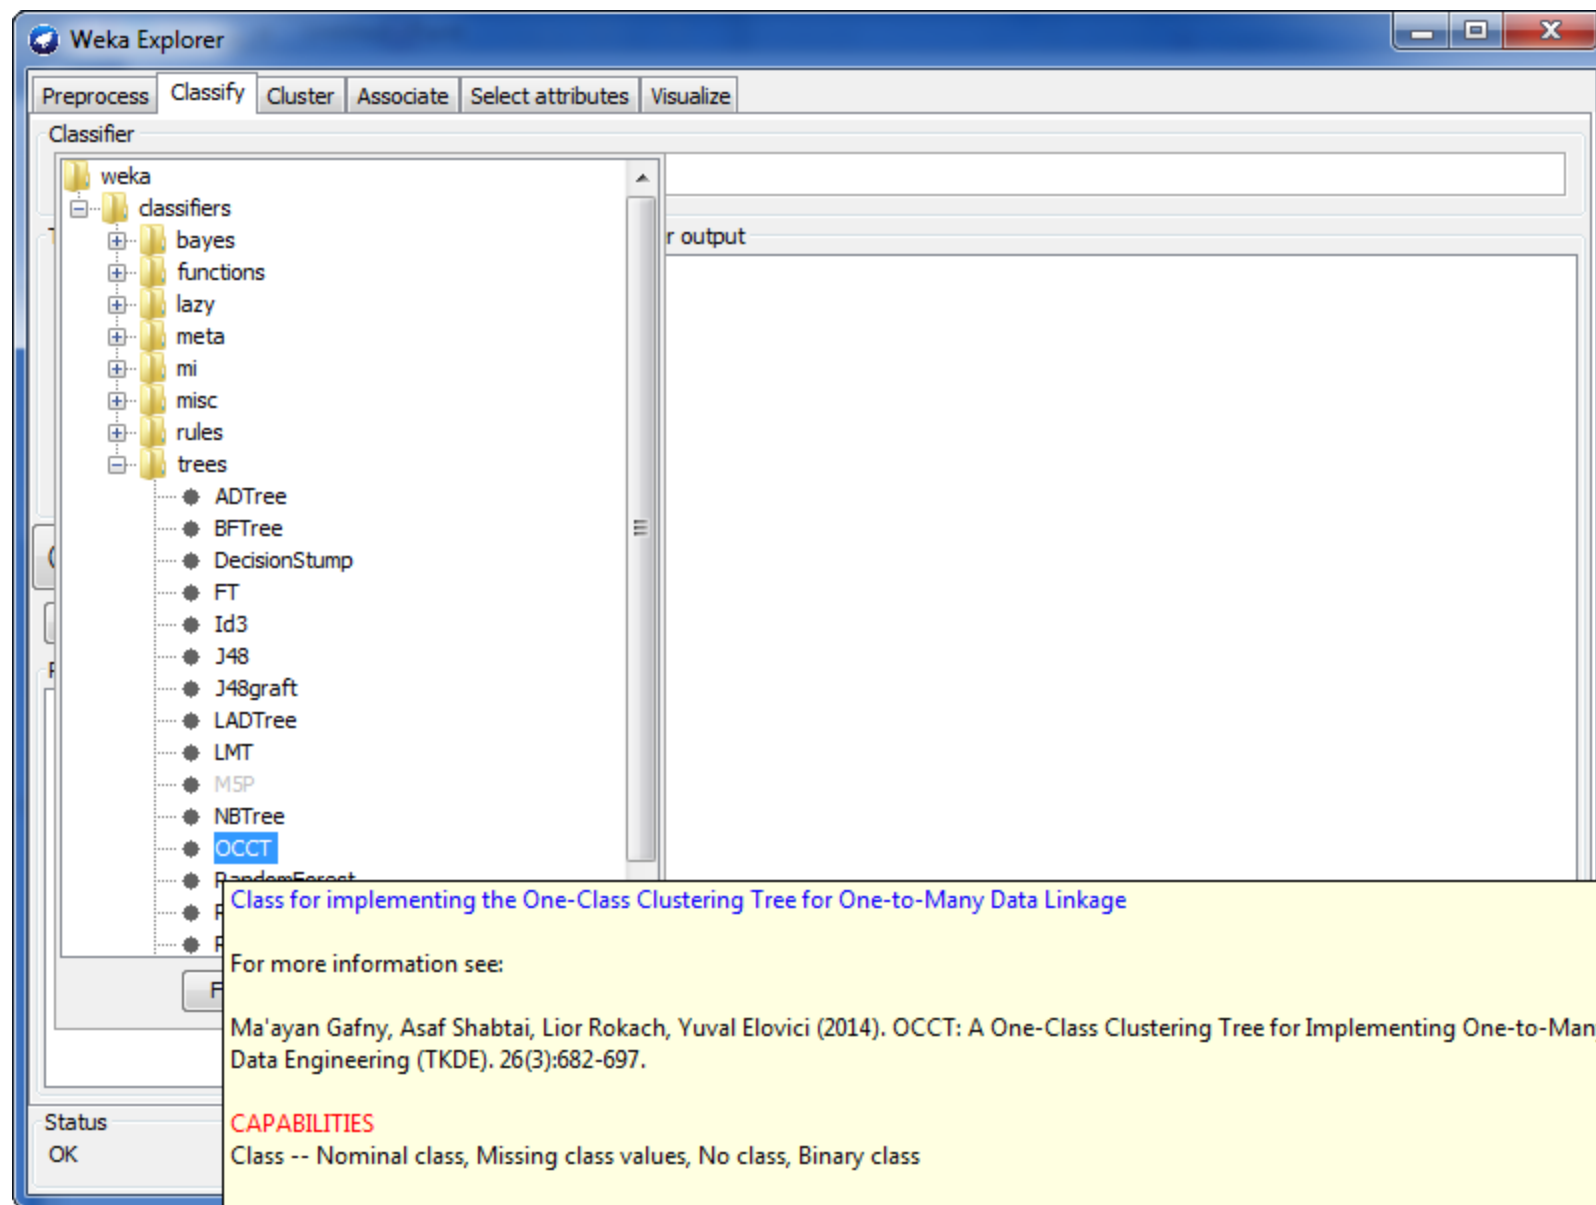 Weka Explorer
Preprocess Classify Cluster Associate Select attributes Visualize
Classifier
weka
classifiers
r output
bayes
functions
lazy
meta
mi
misc
rules
trees
ADTree
BFTree
DecisionStump
FT
Id3
J48
J48graft
LADTree
LMT
M5P
NBTree
OCCT
RandomForest
Class for implementing the One-Class Clustering Tree for One-to-Many Data Linkage
For more information see:
Ma'ayan Gafny, Asaf Shabtai, Lior Rokach, Yuval Elovici (2014). OCCT: A One-Class Clustering Tree for Implementing One-to-Man
Data Engineering (TKDE). 26(3):682-697.
CAPABILITIES
Class -- Nominal class, Missing class values, No class, Binary class
Status
OK